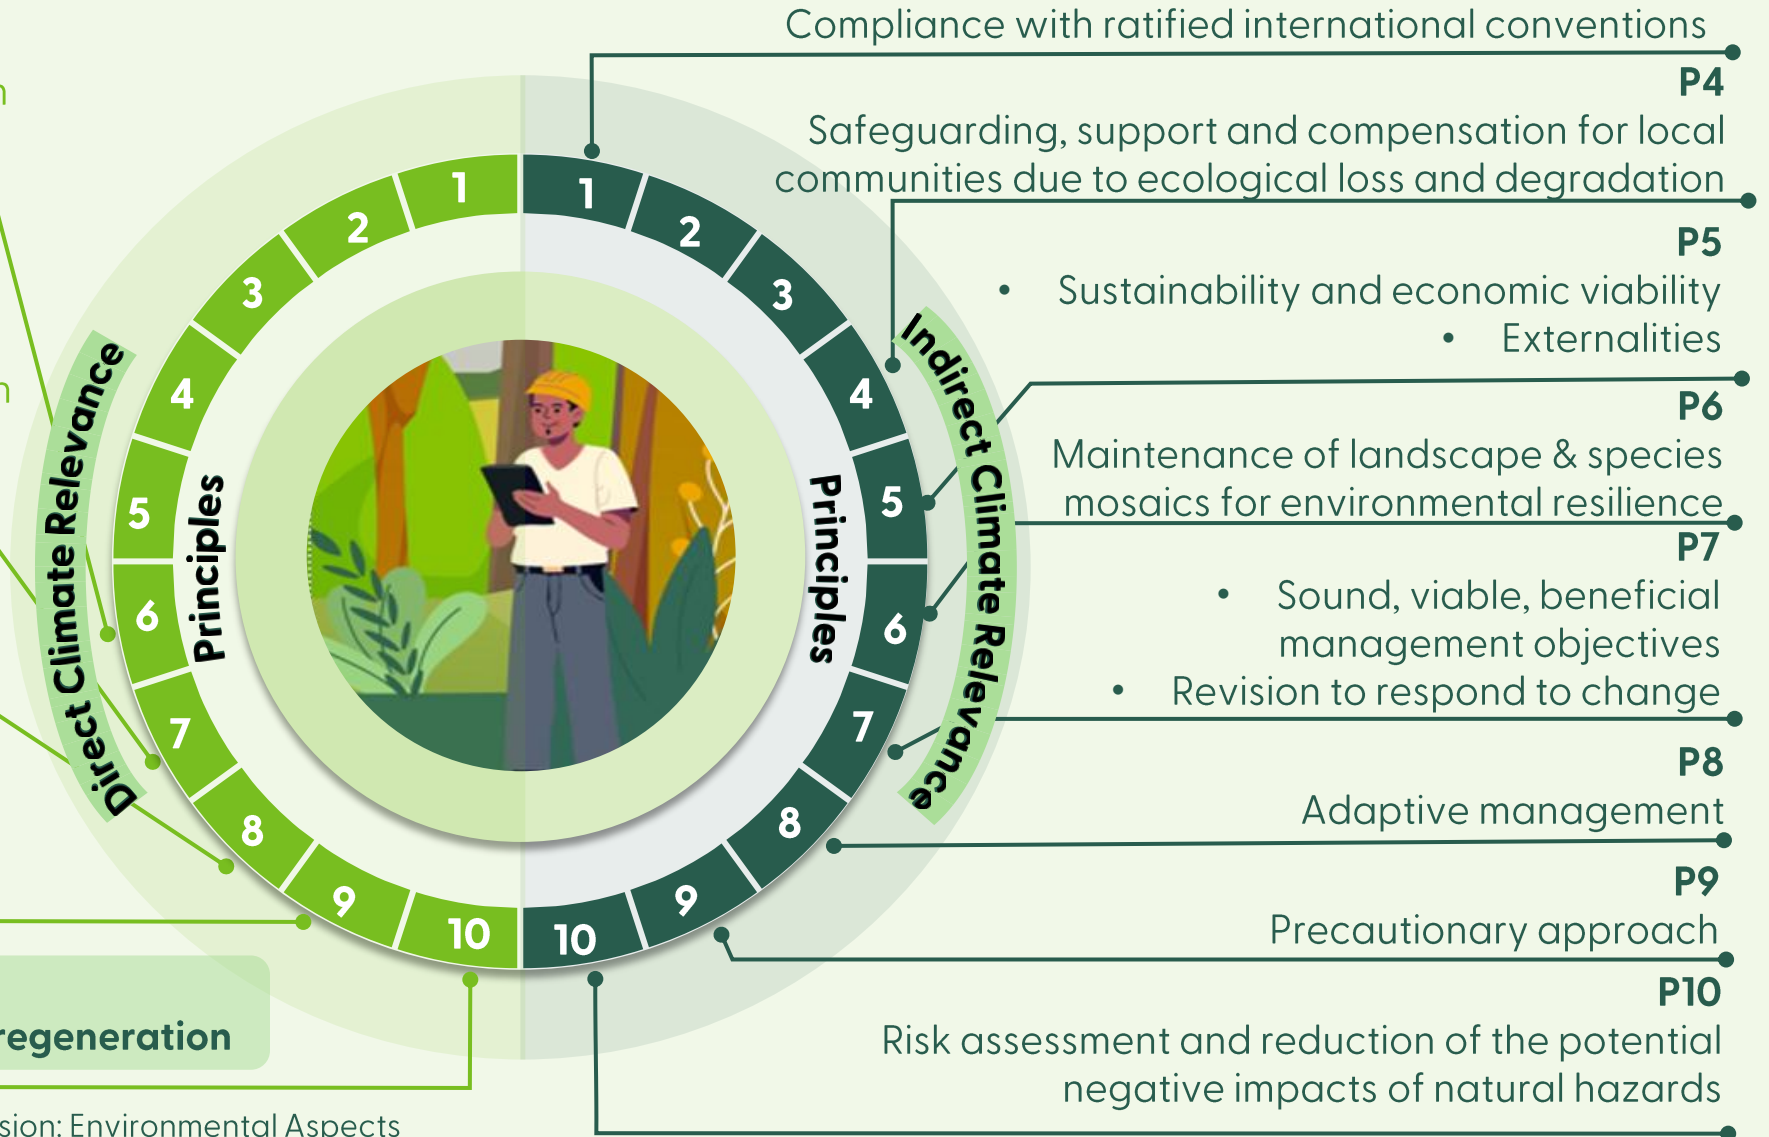 Compliance with ratified international conventions
P4
Safeguarding, support and compensation for local
communities due to ecological loss and degradation
P5
• Sustainability and economic viability
• Externalities
P6
Maintenance of landscape & species
mosaics for environmental resilience
P7
• Sound, viable, beneficial
management objectives
• Revision to respond to change
P8
Adaptive management
P9
Precautionary approach
P10
Risk assessment and reduction of the potential
negative impacts of natural hazards
Direct Climate Relevance
Principles
1
2
3
4
5
6
7
8
9
10
Indirect Climate Relevance
Principles
1
2
3
4
5
6
7
8
9
10
regeneration
sion: Environmental Aspects